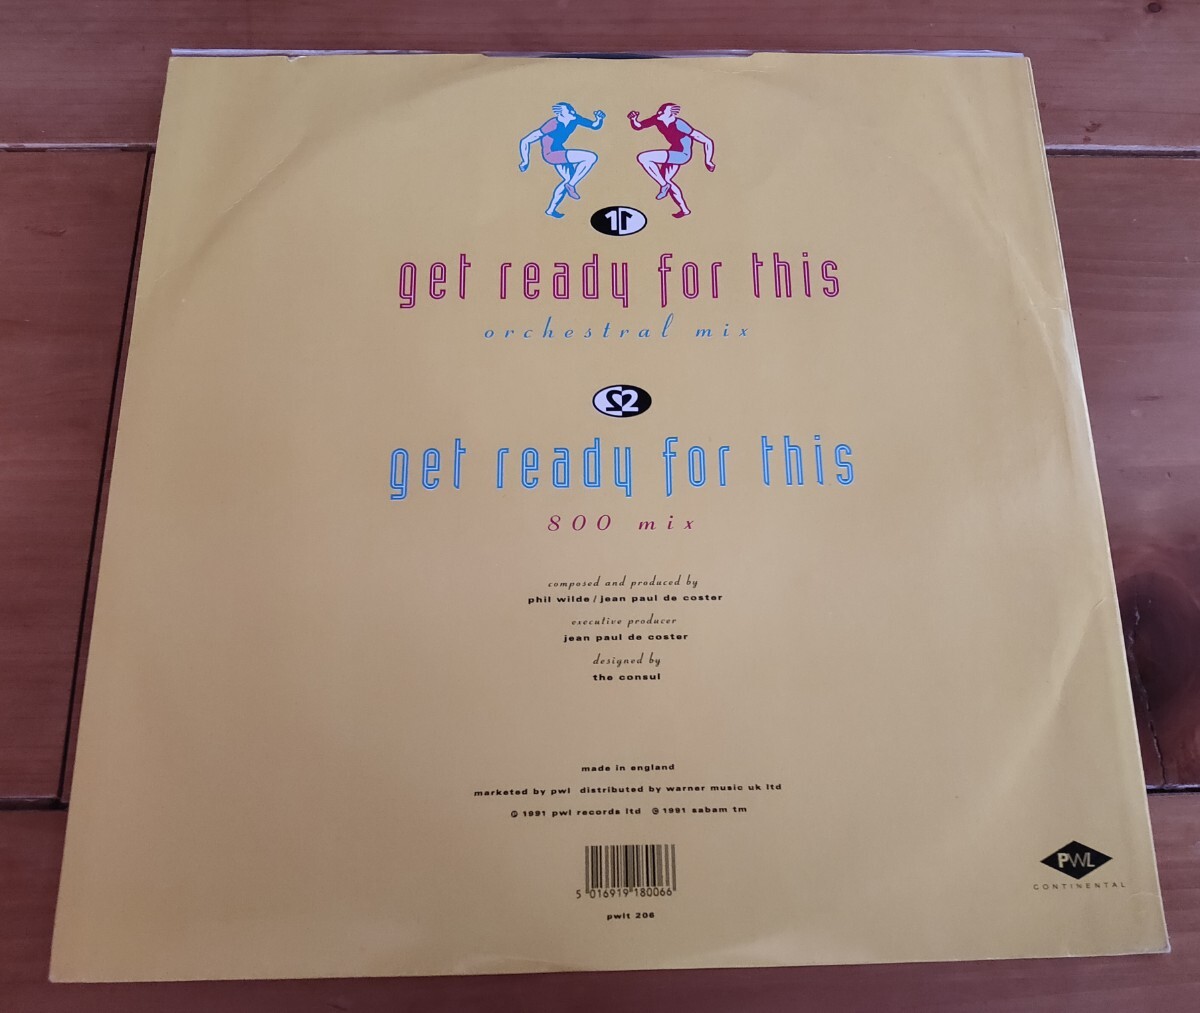 11
get ready for this
orchestral mix
22
get ready for this
800 mix
composed and produced by
phil wilde / jean paul de coster
executive producer
jean paul de coster
designed by
the consul
made in england
marketed by pwl distributed by warner music uk ltd
℗ 1991 pwl records ltd © 1991 sabam tm
PWL
CONTINENTAL
5 016919 180066
pwlt 206